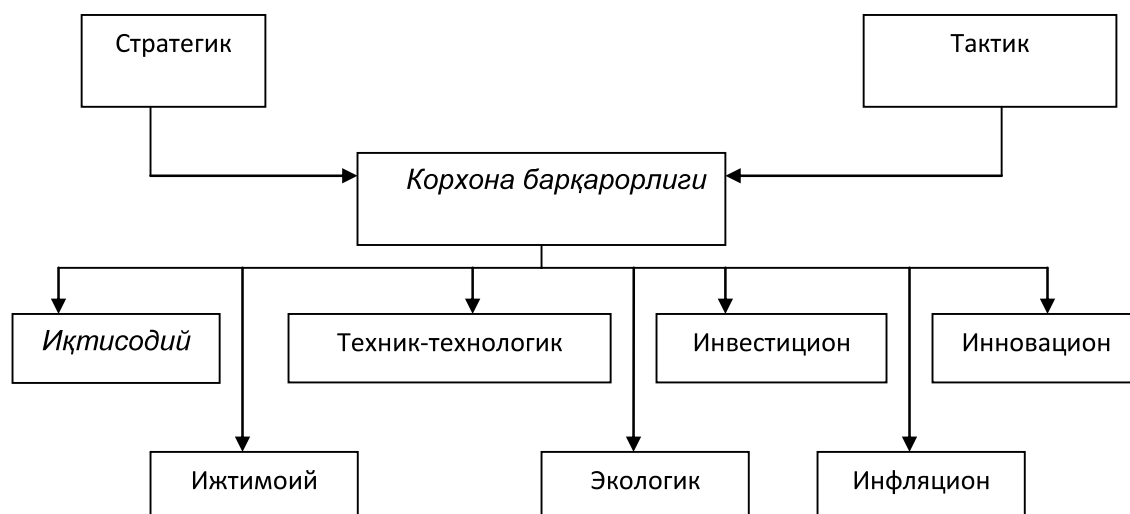 Стратегик
Тактик
Корхона барқарорлиги
Иқтисодий
Техник-технологик
Инвестицион
Инновацион
Ижтимоий
Экологик
Инфляцион